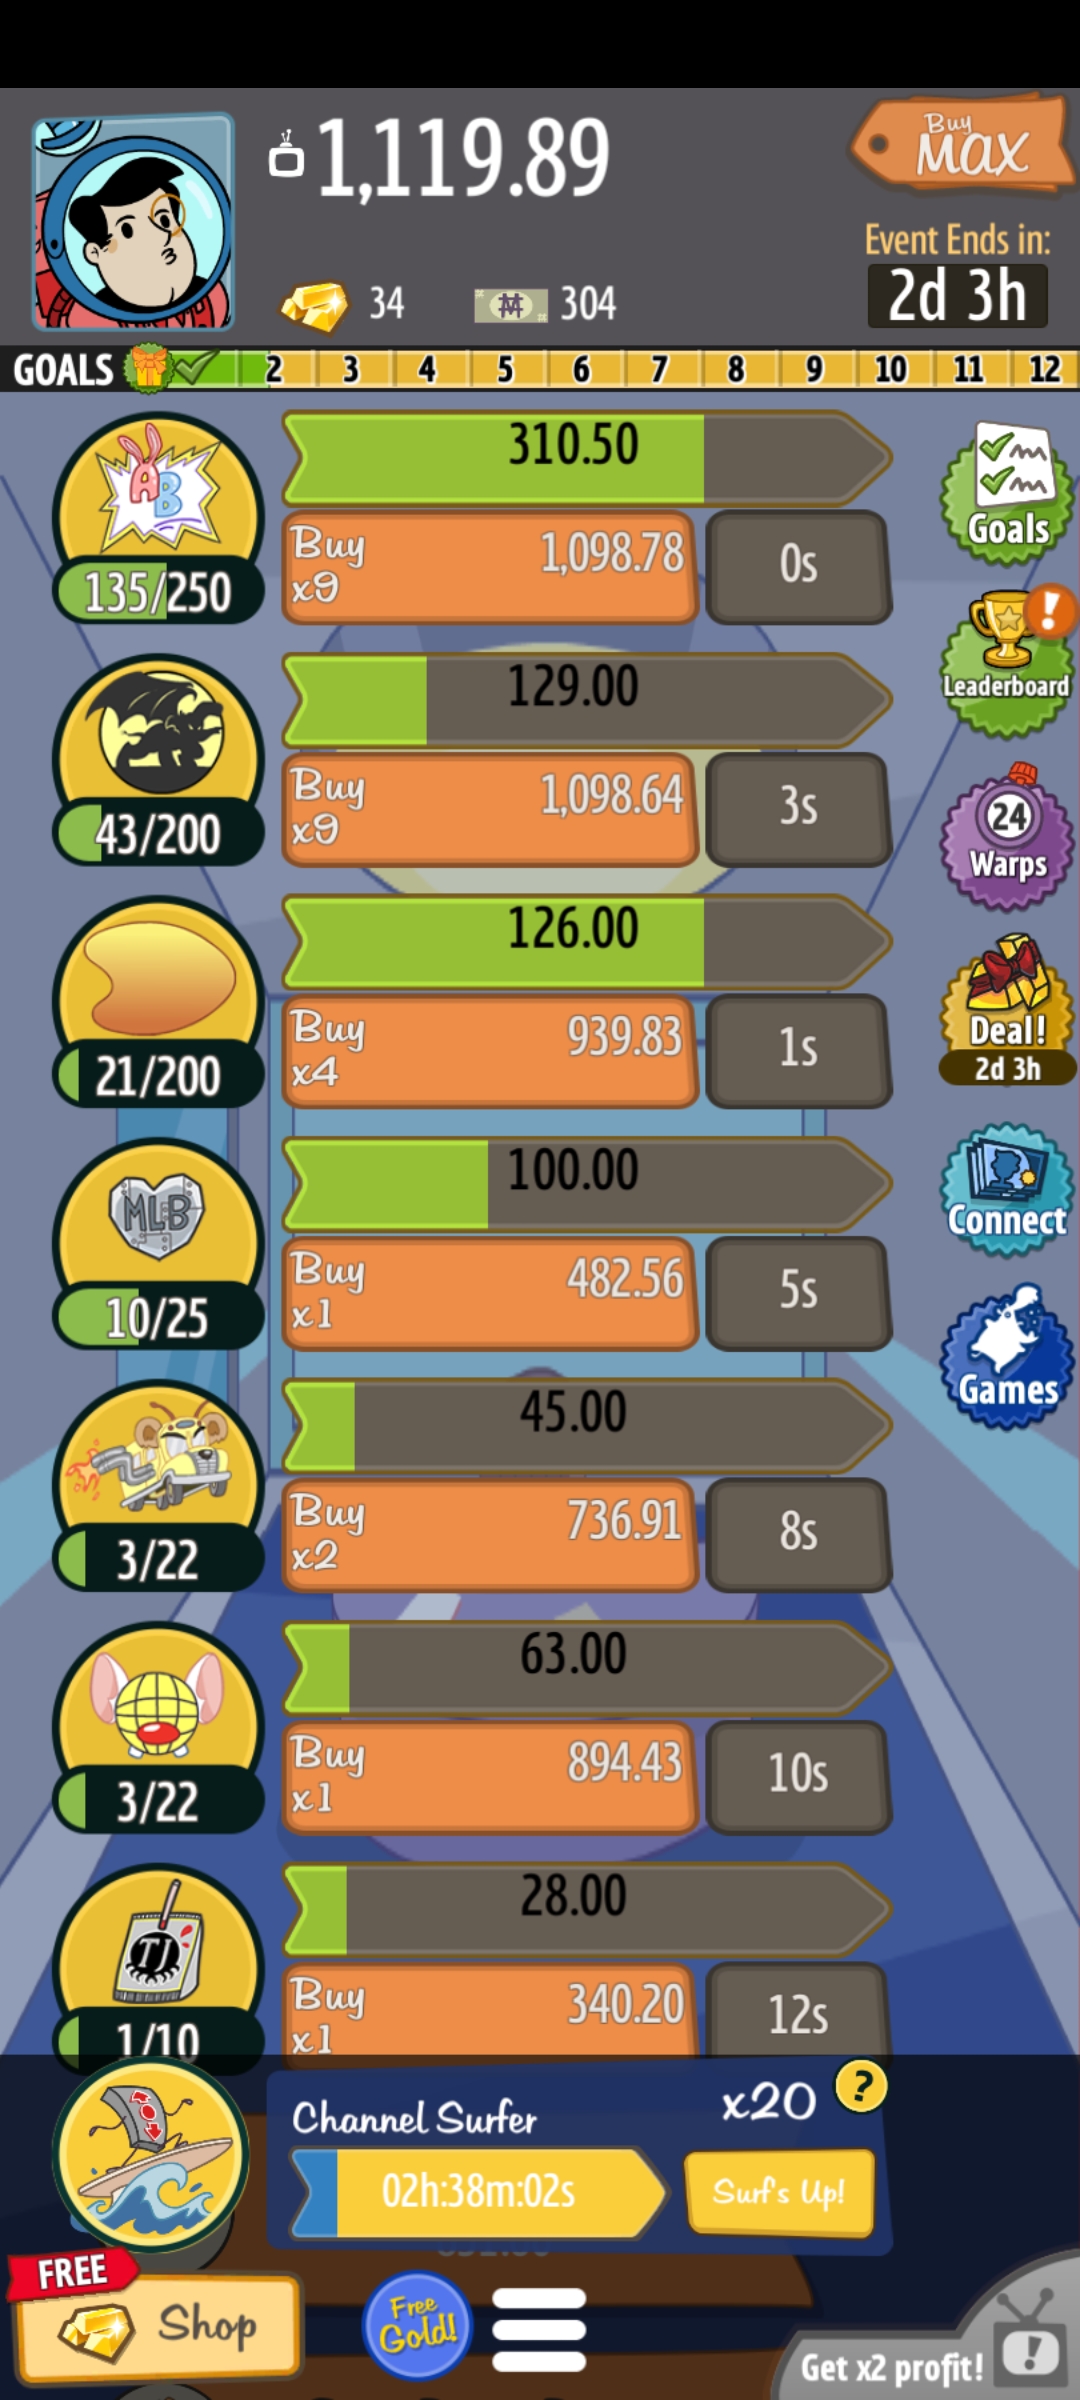 1,119.89
Buy
MAX
Event Ends in:
34
304
2d 3h
GOALS 2 3 4 5 6 7 8 9 10 11 12
AB
310.50
135/250
Buy
x9
1,098.78
0s
Goals
129.00
43/200
Buy
x9
1,098.64
3s
!
Leaderboard
24
Warps
126.00
21/200
Buy
x4
939.83
1s
Deal!
2d 3h
MLB
100.00
10/25
Buy
x1
482.56
5s
Connect
Games
45.00
3/22
Buy
x2
736.91
8s
63.00
3/22
Buy
x1
894.43
10s
TJ
28.00
1/10
Buy
x1
340.20
12s
Channel Surfer
x20
?
02h:38m:02s
Surf's Up!
FREE
Shop
Free
Gold!
Get x2 profit!
!